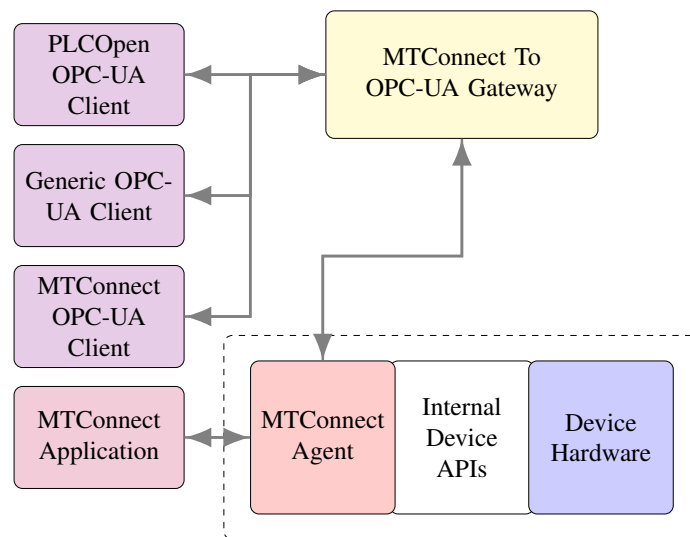 PLCOpen
OPC-UA
Client
MTConnect To
OPC-UA Gateway
Generic OPC-
UA Client
MTConnect
OPC-UA
Client
MTConnect
Application
MTConnect
Agent
Internal
Device
APIs
Device
Hardware